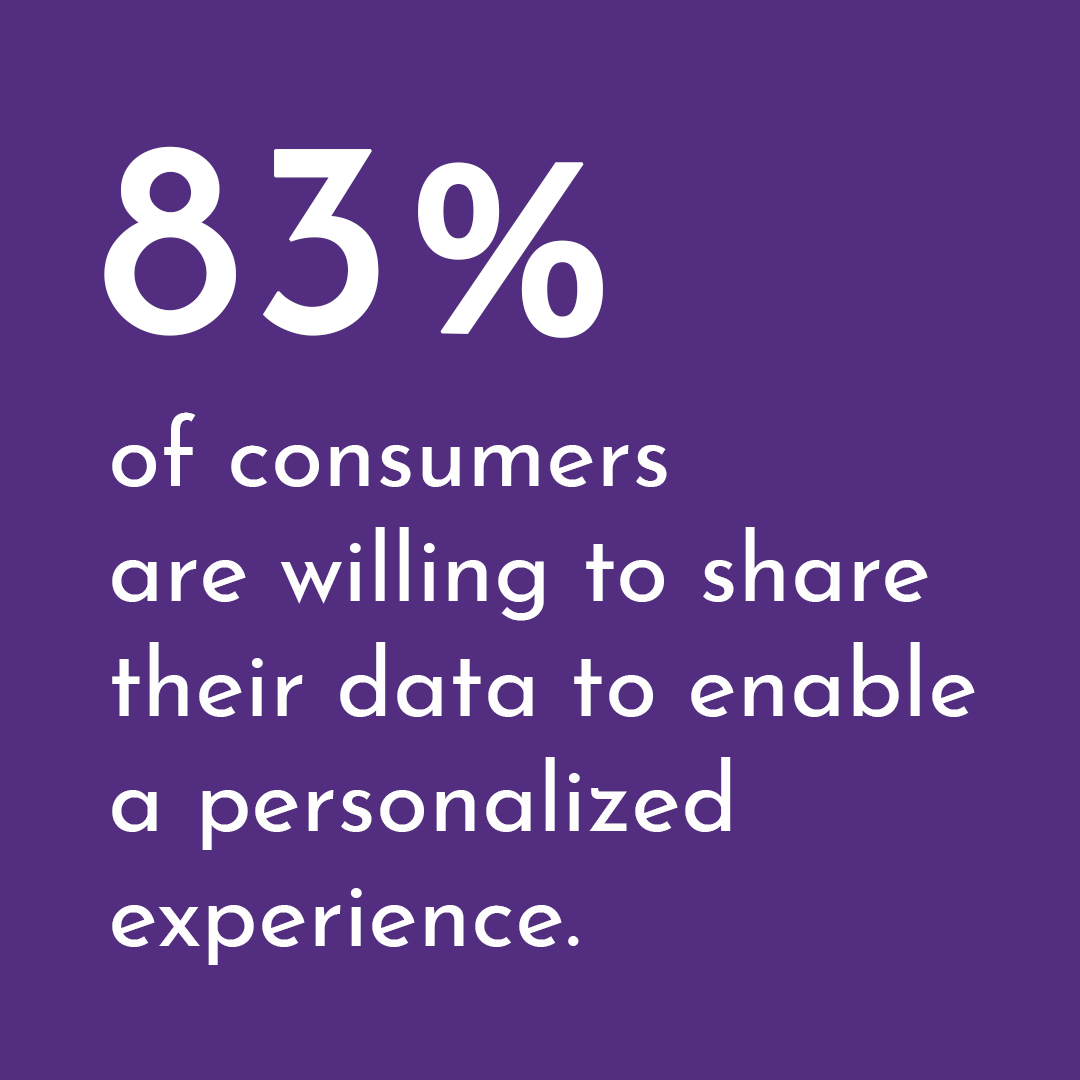 83%
of consumers
are willing to share
their data to enable
a personalized
experience.